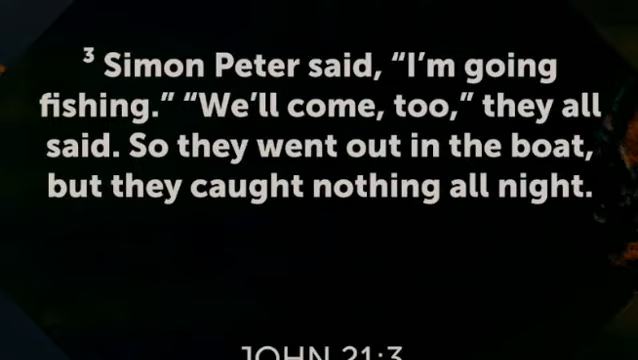 ³ Simon Peter said, “I’m going
fishing.” “We’ll come, too,” they all
said. So they went out in the boat,
but they caught nothing all night.
JOHN 21:3